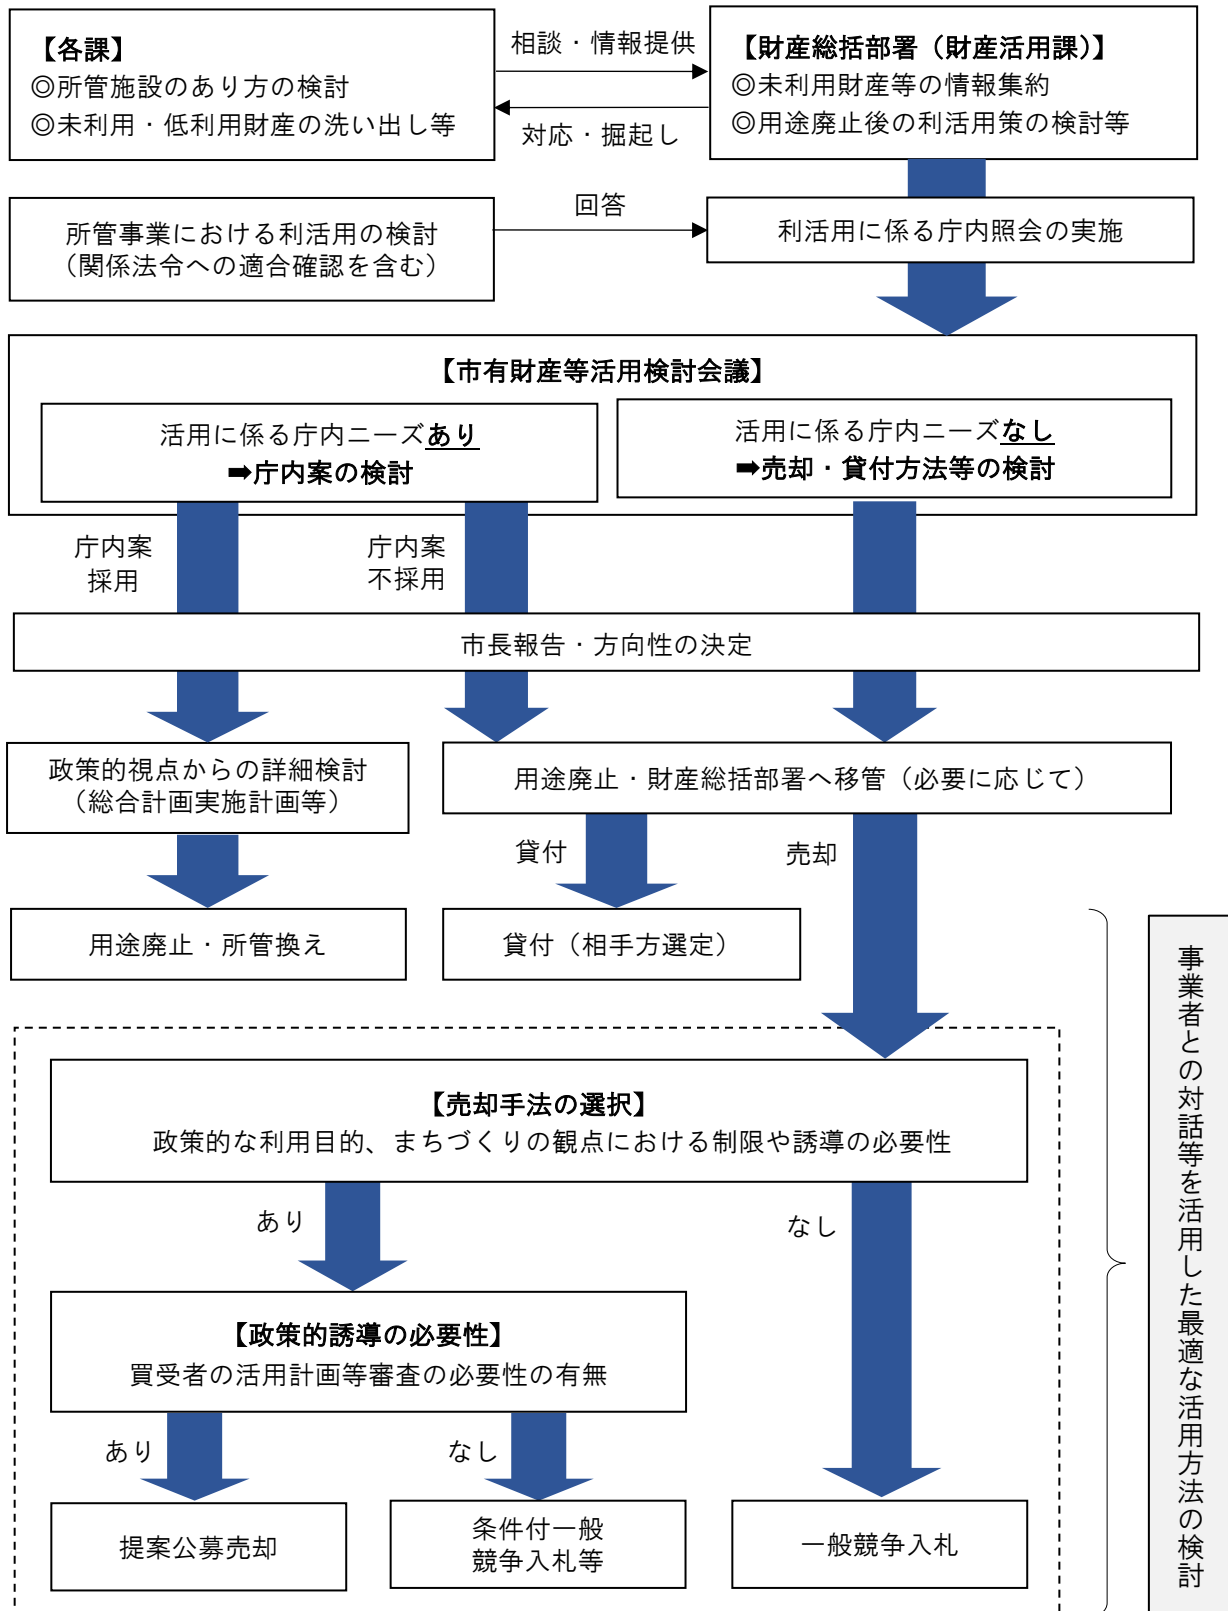 【各課】
◎所管施設のあり方の検討
◎未利用・低利用財産の洗い出し等
相談・情報提供
対応・掘起し
【財産総括部署（財産活用課）】
◎未利用財産等の情報集約
◎用途廃止後の利活用策の検討等
所管事業における利活用の検討
（関係法令への適合確認を含む）
回答
利活用に係る庁内照会の実施
【市有財産等活用検討会議】
活用に係る庁内ニーズあり
➡庁内案の検討
活用に係る庁内ニーズなし
➡売却・貸付方法等の検討
庁内案
採用
庁内案
不採用
市長報告・方向性の決定
政策的視点からの詳細検討
（総合計画実施計画等）
用途廃止・財産総括部署へ移管（必要に応じて）
貸付
売却
用途廃止・所管換え
貸付（相手方選定）
事業者との対話等を活用した最適な活用方法の検討
【売却手法の選択】
政策的な利用目的、まちづくりの観点における制限や誘導の必要性
あり
なし
【政策的誘導の必要性】
買受者の活用計画等審査の必要性の有無
あり
なし
提案公募売却
条件付一般
競争入札等
一般競争入札